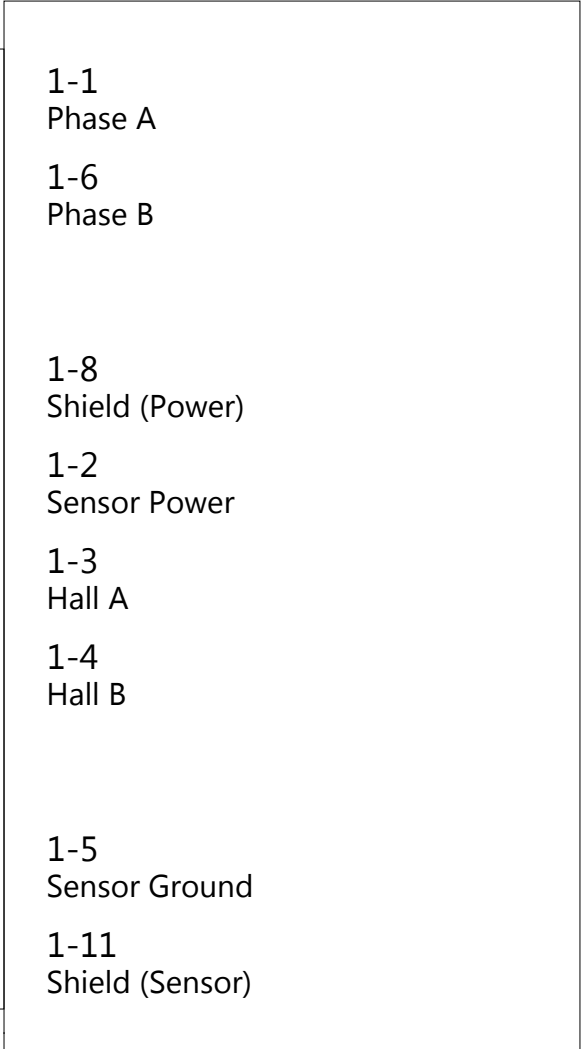 1-1
Phase A
1-6
Phase B
1-8
Shield (Power)
1-2
Sensor Power
1-3
Hall A
1-4
Hall B
1-5
Sensor Ground
1-11
Shield (Sensor)